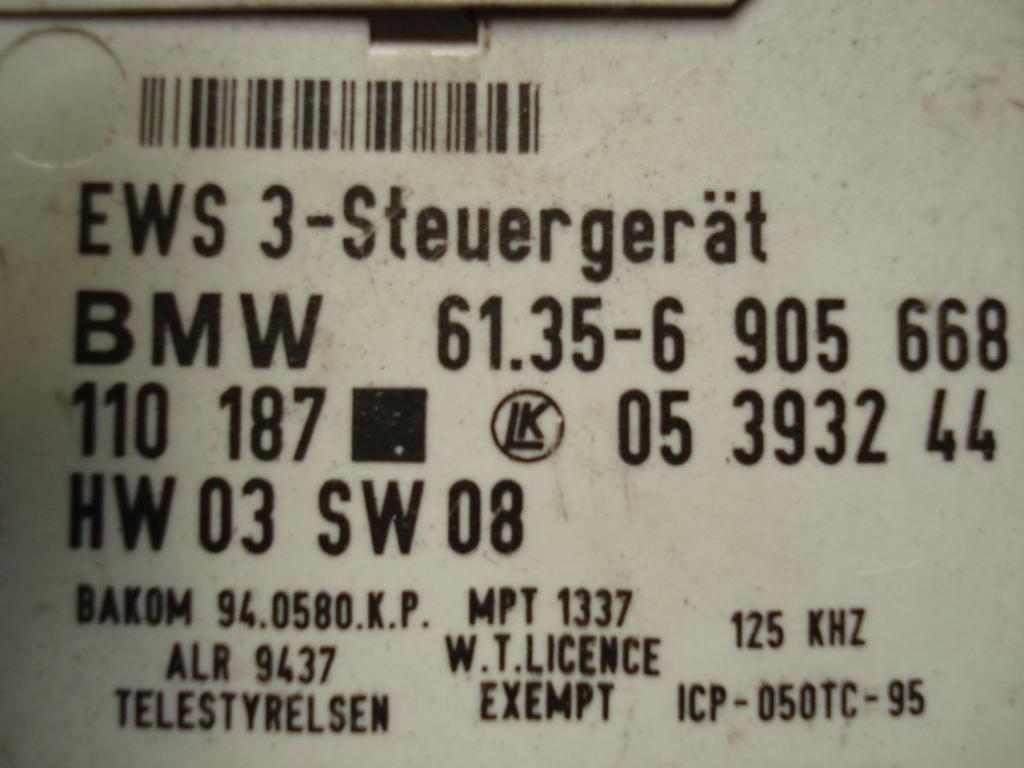 EWS 3-Steuergerät
BMW 61.35-6 905 668
110 187 LK 05 3932 44
HW 03 SW 08
BAKOM 94.0580.K.P. MPT 1337 125 KHZ
ALR 9437 W.T.LICENCE
TELESTYRELSEN EXEMPT ICP-050TC-95